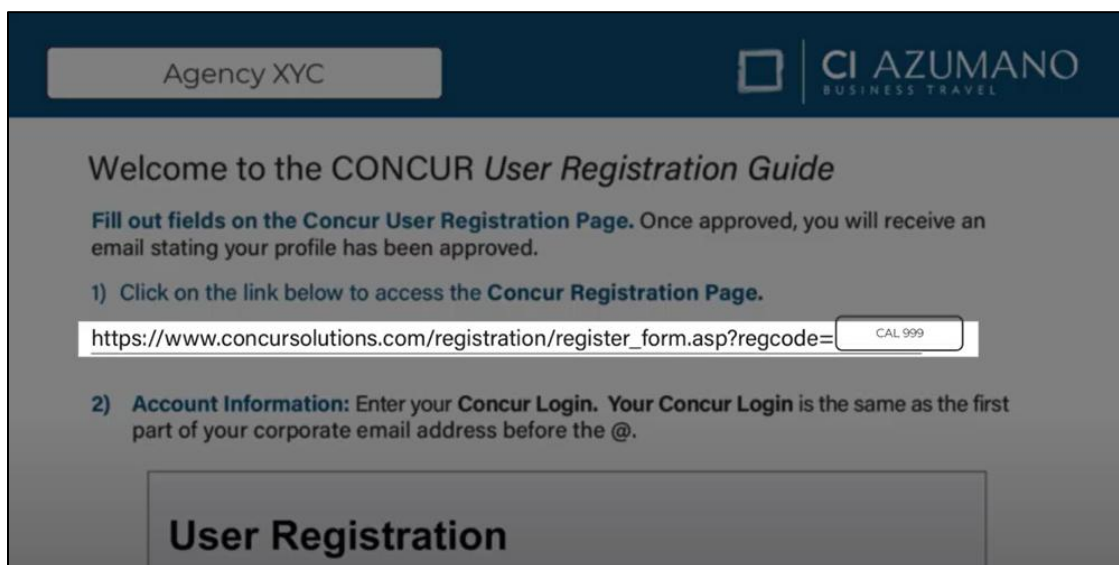 Agency XYC
CI AZUMANO
BUSINESS TRAVEL
Welcome to the CONCUR User Registration Guide
Fill out fields on the Concur User Registration Page. Once approved, you will receive an
email stating your profile has been approved.
1) Click on the link below to access the Concur Registration Page.
https://www.concursolutions.com/registration/register_form.asp?regcode= CAL 999
2) Account Information: Enter your Concur Login. Your Concur Login is the same as the first
part of your corporate email address before the @.
User Registration